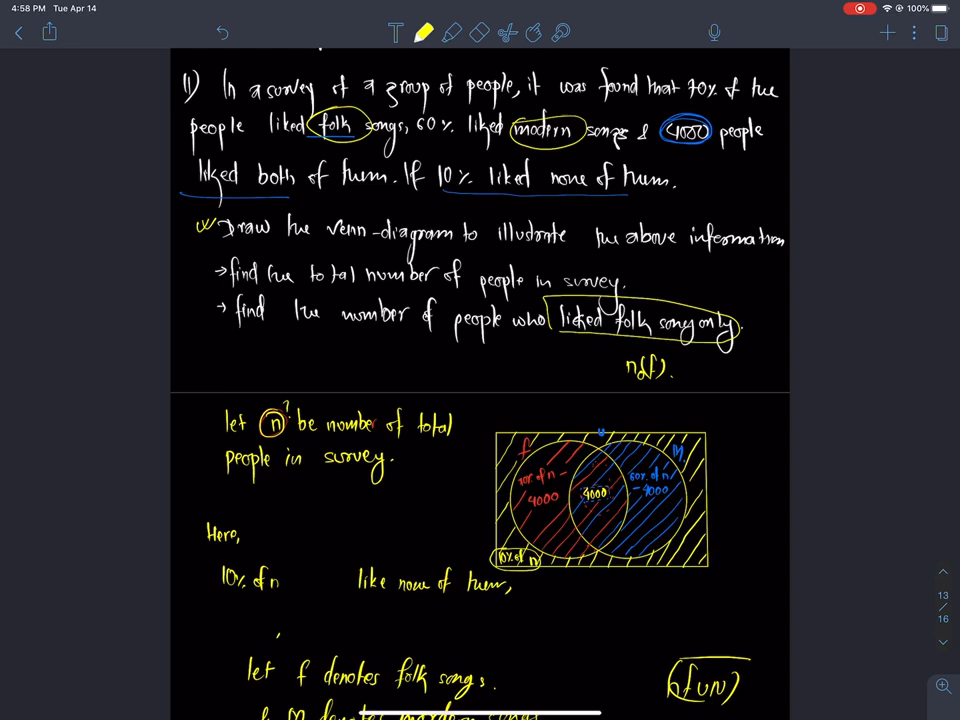 4:58 PM Tue Apr 14
100%
11) In a survey of a group of people, it was found that 70% of the
people liked folk songs, 60% liked modern songs & 4000 people
liked both of them. If 10% liked none of them.
Draw the venn-diagram to illustrate the above information
→ find the total number of people in survey.
→ find the number of people who liked folk song only.
n₀(f).
let n be number of total
?
people in survey.
U
f
M
70% of n -
4000
4000
60% of n
- 4000
10% of n
Here,
10% of n like none of them,
let f denotes folk songs.
(fUM)
& M denotes mordern songs
13
/
16